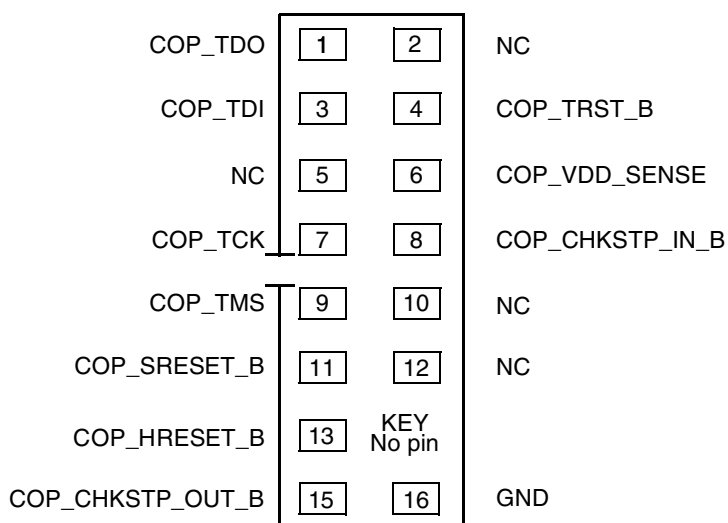 COP_TDO 1 2 NC
COP_TDI 3 4 COP_TRST_B
NC 5 6 COP_VDD_SENSE
COP_TCK 7 8 COP_CHKSTP_IN_B
COP_TMS 9 10 NC
COP_SRESET_B 11 12 NC
COP_HRESET_B 13 KEY
No pin
COP_CHKSTP_OUT_B 15 16 GND